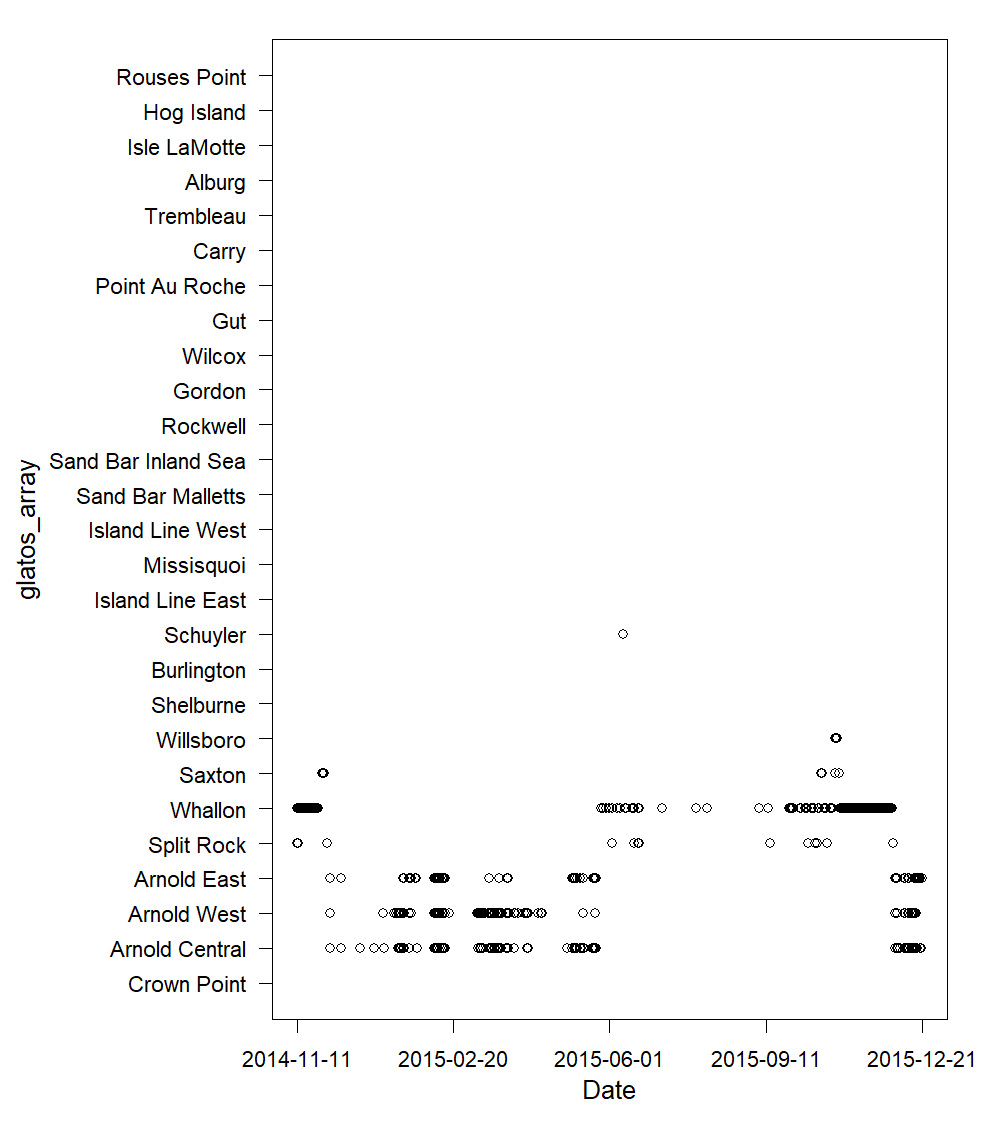 Rouses Point
Hog Island
Isle LaMotte
Alburg
Trembleau
Carry
Point Au Roche
Gut
Wilcox
Gordon
Rockwell
Sand Bar Inland Sea
Sand Bar Malletts
Island Line West
Missisquoi
Island Line East
Schuyler
Burlington
Shelburne
Willsboro
Saxton
Whallon
Split Rock
Arnold East
Arnold West
Arnold Central
Crown Point
glatos_array
2014-11-11 2015-02-20 2015-06-01 2015-09-11 2015-12-21
Date